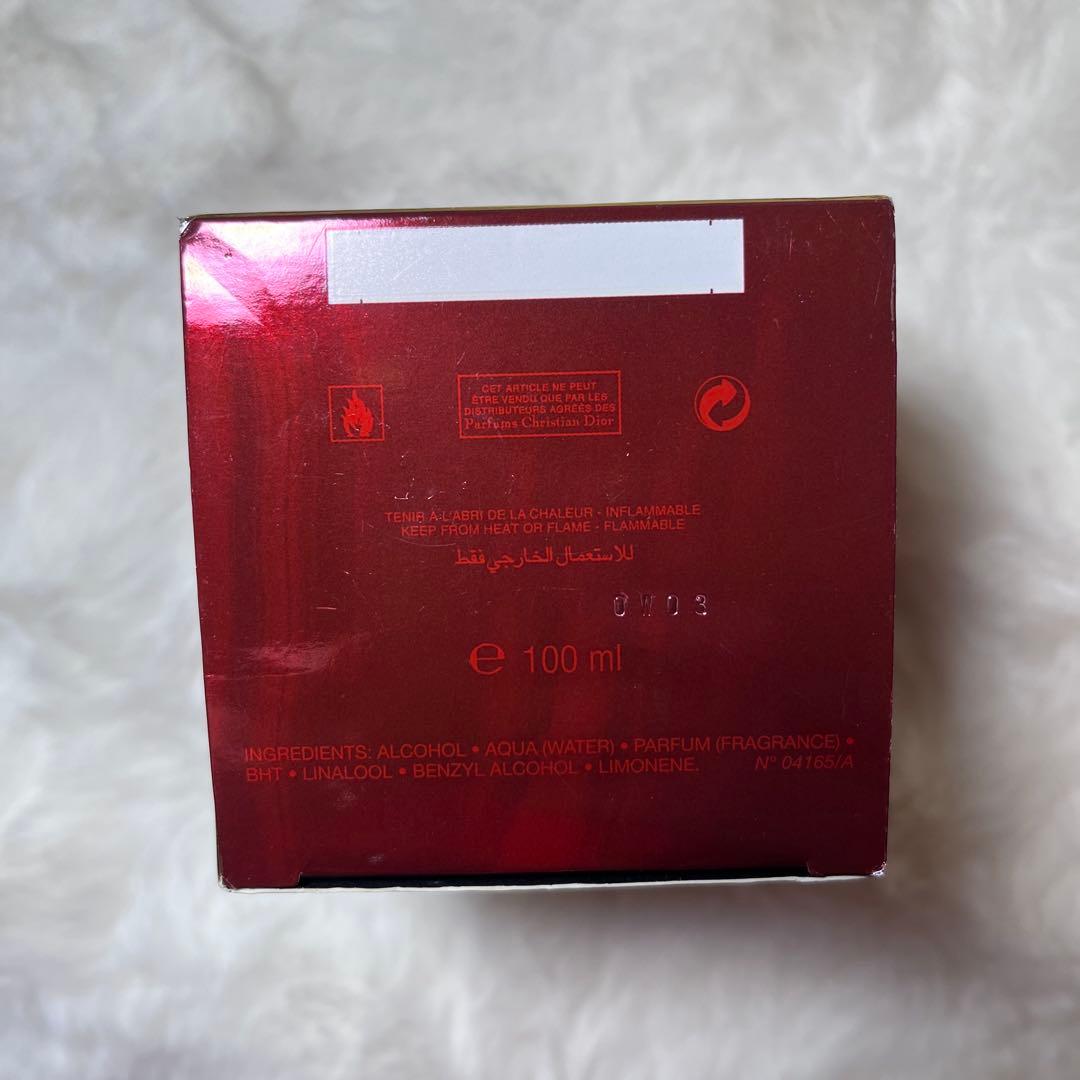 CET ARTICLE NE PEUT
ÊTRE VENDU QUE PAR LES
DISTRIBUTEURS AGRÉÉS DES
Parfums Christian Dior
TENIR À L'ABRI DE LA CHALEUR - INFLAMMABLE
KEEP FROM HEAT OR FLAME - FLAMMABLE
للاستعمال الخارجي فقط
0W03
e 100 ml
INGREDIENTS: ALCOHOL • AQUA (WATER) • PARFUM (FRAGRANCE) •
BHT • LINALOOL • BENZYL ALCOHOL • LIMONENE. N° 04165/A